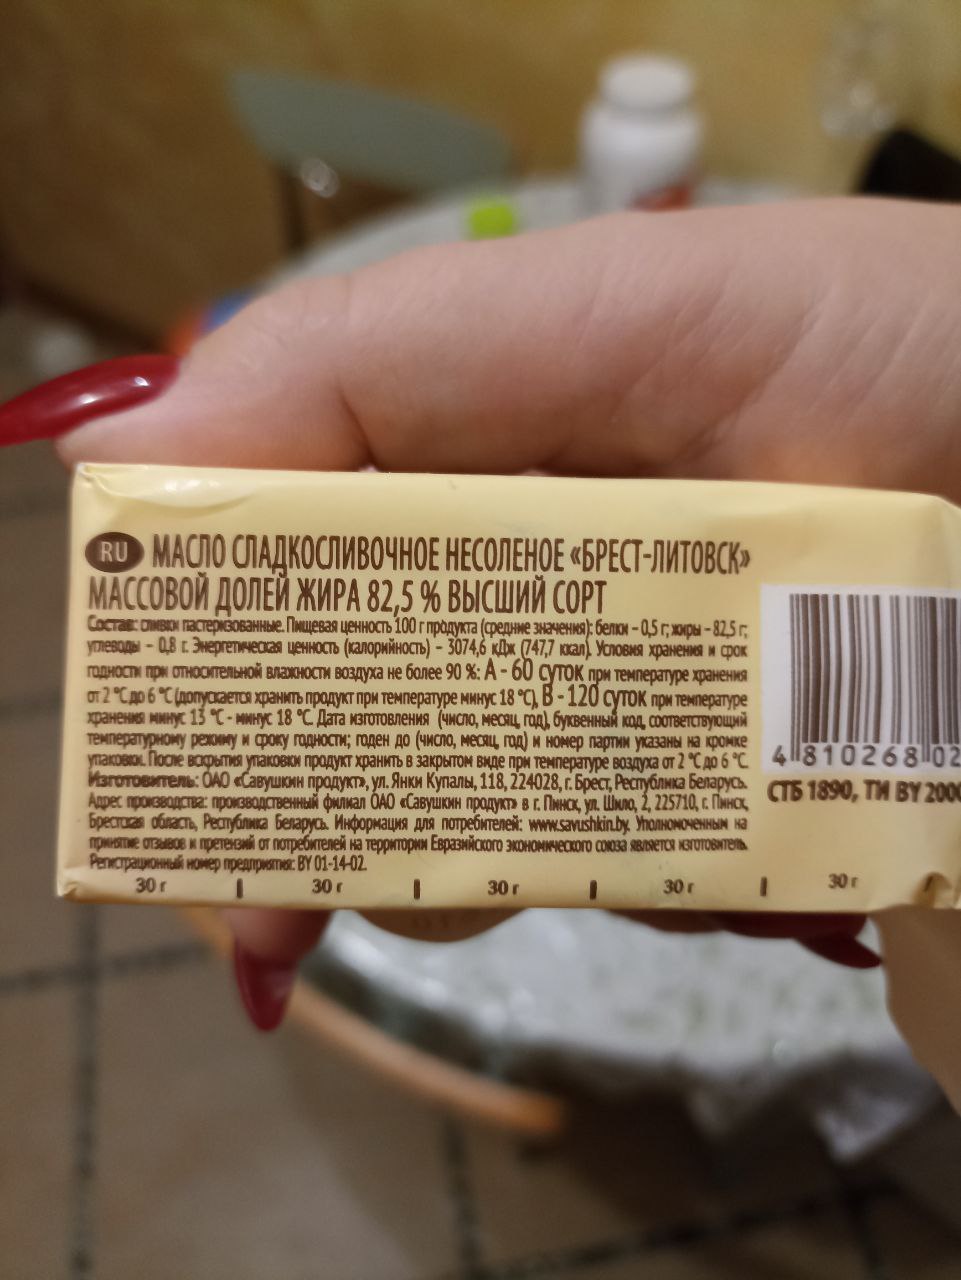 RU МАСЛО СЛАДКОСЛИВОЧНОЕ НЕСОЛЕНОЕ «БРЕСТ-ЛИТОВСК»
МАССОВОЙ ДОЛЕЙ ЖИРА 82,5 % ВЫСШИЙ СОРТ
Состав: сливки пастеризованные. Пищевая ценность 100 г продукта (средние значения): белки – 0,5 г; жиры – 82,5 г;
углеводы – 0,8 г. Энергетическая ценность (калорийность) – 3074,6 кДж (747,7 ккал). Условия хранения и срок
годности при относительной влажности воздуха не более 90 %: А - 60 суток при температуре хранения
от 2 °С до 6 °С (допускается хранить продукт при температуре минус 18 °С), В - 120 суток при температуре
хранения минус 13 °С - минус 18 °С. Дата изготовления (число, месяц, год), буквенный код, соответствующий
температурному режиму и сроку годности; годен до (число, месяц, год) и номер партии указаны на кромке
упаковки. После вскрытия упаковки продукт хранить в закрытом виде при температуре воздуха от 2 °С до 6 °С.
Изготовитель: ОАО «Савушкин продукт», ул. Янки Купалы, 118, 224028, г. Брест, Республика Беларусь.
Адрес производства: производственный филиал ОАО «Савушкин продукт» в г. Пинск, ул. Шило, 2, 225710, г. Пинск,
Брестская область, Республика Беларусь. Информация для потребителей: www.savushkin.by. Уполномоченным на
принятие отзывов и претензий от потребителей на территории Евразийского экономического союза является изготовитель.
Регистрационный номер предприятия: BY 01-14-02.
4 810268 02
СТБ 1890, ТИ BY 2000
30 г 30 г 30 г 30 г 30 г